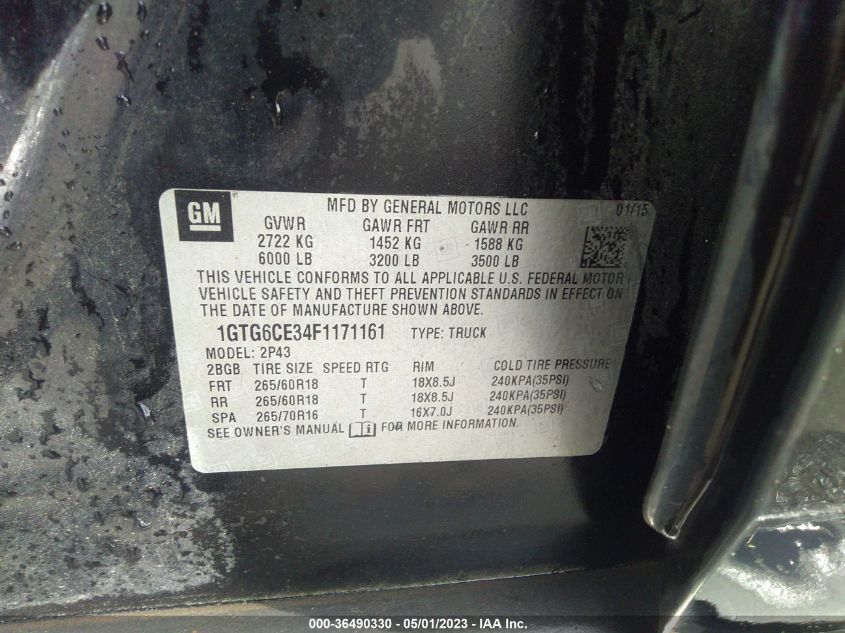 GM
®
MFD BY GENERAL MOTORS LLC 01/15
GVWR GAWR FRT GAWR RR
2722 KG 1452 KG 1588 KG
6000 LB 3200 LB 3500 LB
THIS VEHICLE CONFORMS TO ALL APPLICABLE U.S. FEDERAL MOTOR
VEHICLE SAFETY AND THEFT PREVENTION STANDARDS IN EFFECT ON
THE DATE OF MANUFACTURE SHOWN ABOVE.
1GTG6CE34F1171161 TYPE: TRUCK
MODEL: 2P43
2BGB TIRE SIZE SPEED RTG RIM COLD TIRE PRESSURE
FRT 265/60R18 T 18X8.5J 240KPA(35PSI)
RR 265/60R18 T 18X8.5J 240KPA(35PSI)
SPA 265/70R16 T 16X7.0J 240KPA(35PSI)
SEE OWNER'S MANUAL FOR MORE INFORMATION.
000-36490330 - 05/01/2023 - IAA Inc.